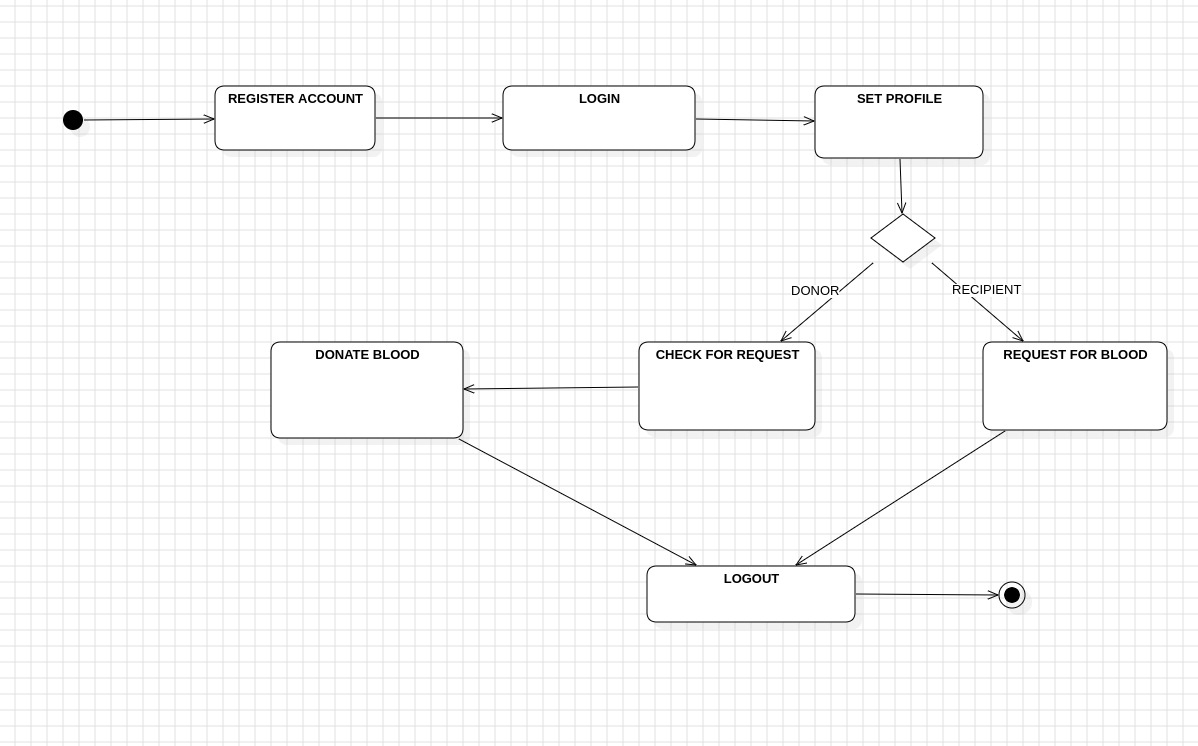 REGISTER ACCOUNT
LOGIN
SET PROFILE
DONOR
RECIPIENT
DONATE BLOOD
CHECK FOR REQUEST
REQUEST FOR BLOOD
LOGOUT